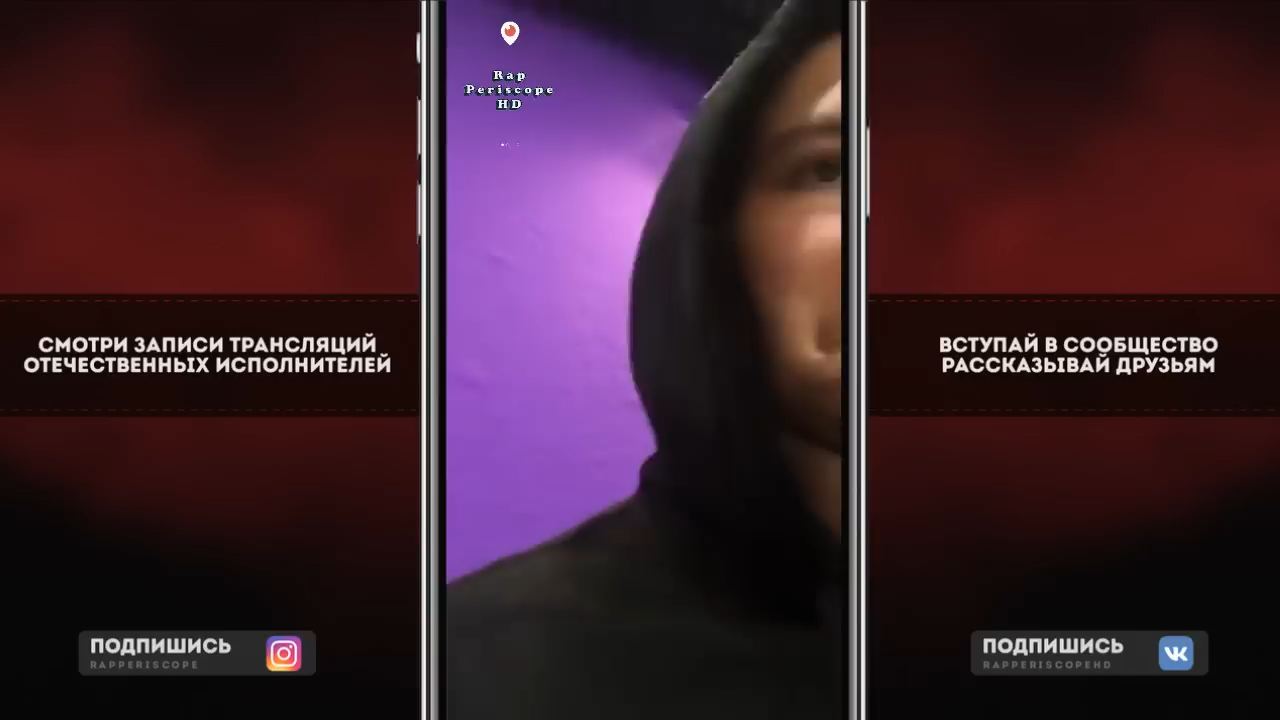 Rap
Periscope
HD
СМОТРИ ЗАПИСИ ТРАНСЛЯЦИЙ
ОТЕЧЕСТВЕННЫХ ИСПОЛНИТЕЛЕЙ
ВСТУПАЙ В СООБЩЕСТВО
РАССКАЗЫВАЙ ДРУЗЬЯМ
ПОДПИШИСЬ
RAPPERISCOPE
ПОДПИШИСЬ
RAPPERISCOPEHD